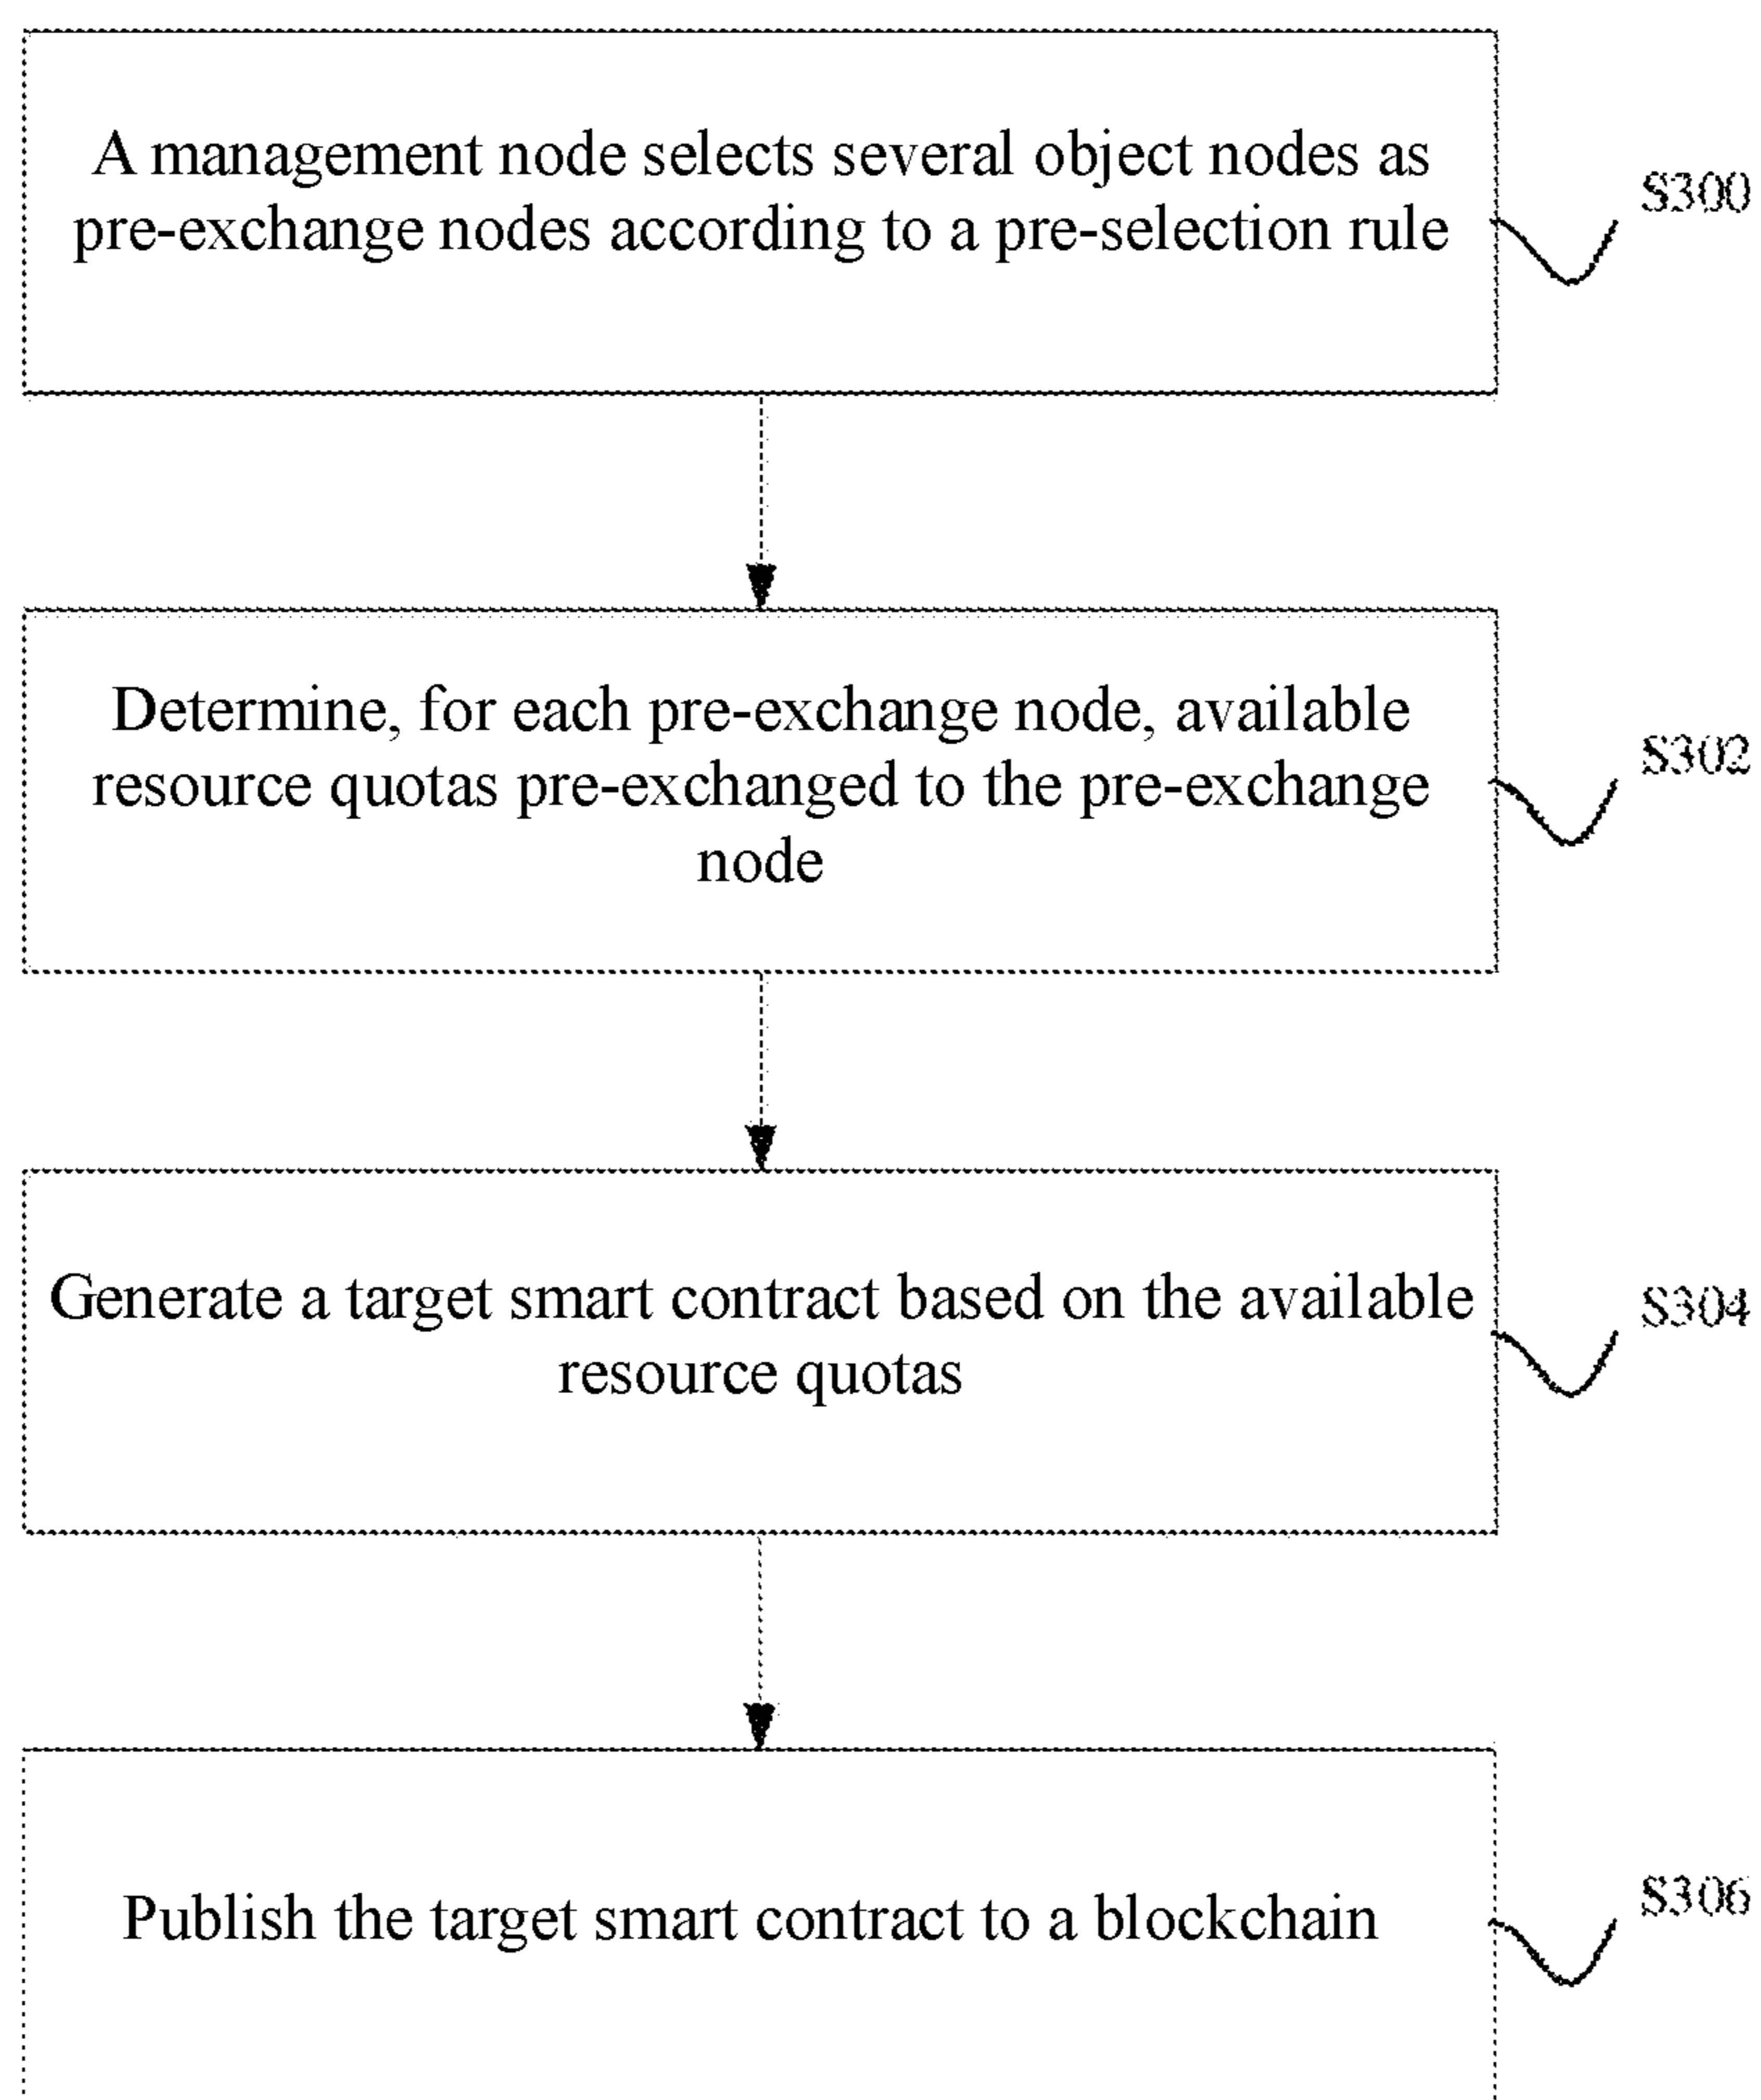 A management node selects several object nodes as
pre-exchange nodes according to a pre-selection rule
S300
Determine, for each pre-exchange node, available
resource quotas pre-exchanged to the pre-exchange
node
S302
Generate a target smart contract based on the available
resource quotas
S304
Publish the target smart contract to a blockchain
S306